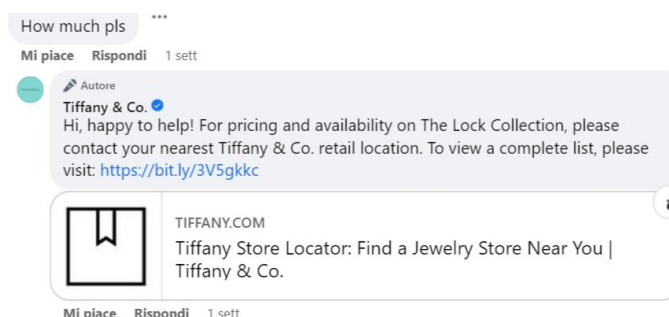 How much pls
Mi piace Rispondi 1 sett
Autore
Tiffany & Co.
Hi, happy to help! For pricing and availability on The Lock Collection, please
contact your nearest Tiffany & Co. retail location. To view a complete list, please
visit: https://bit.ly/3V5gkkc
TIFFANY.COM
Tiffany Store Locator: Find a Jewelry Store Near You |
Tiffany & Co.
Mi piace Rispondi 1 sett